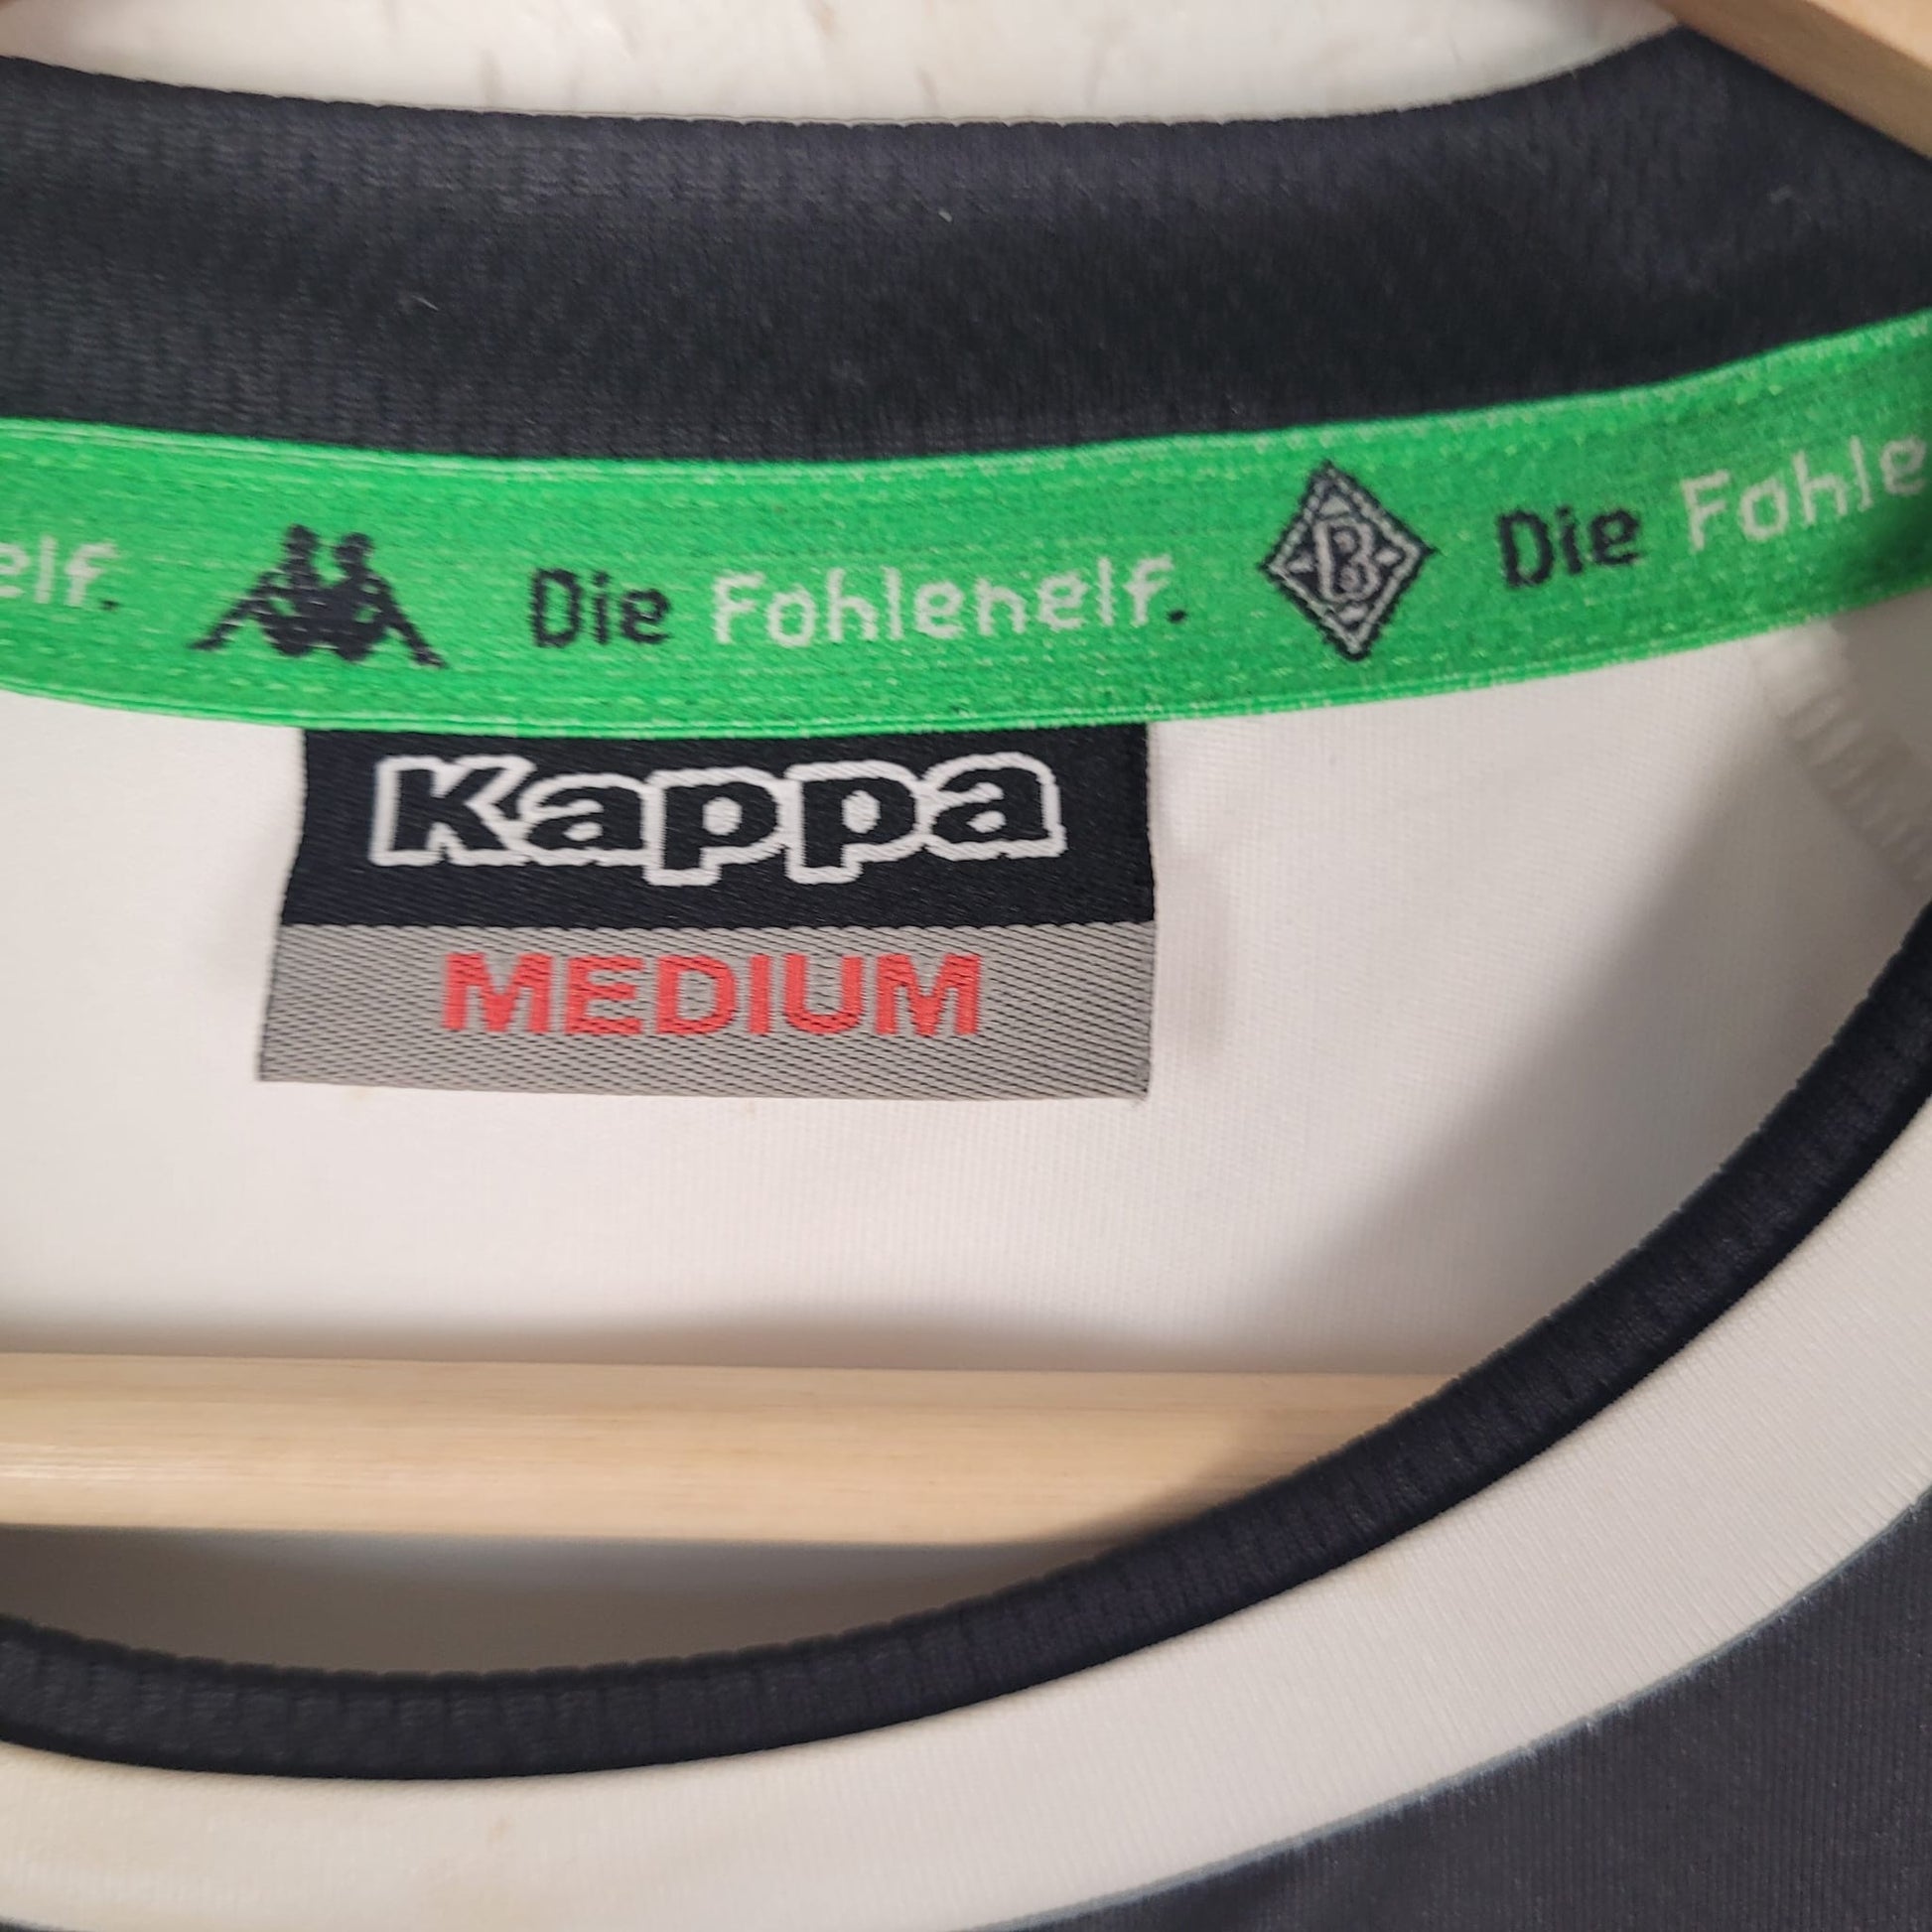 elf. Die Fohlenelf. B Die Fohle
Kappa
MEDIUM